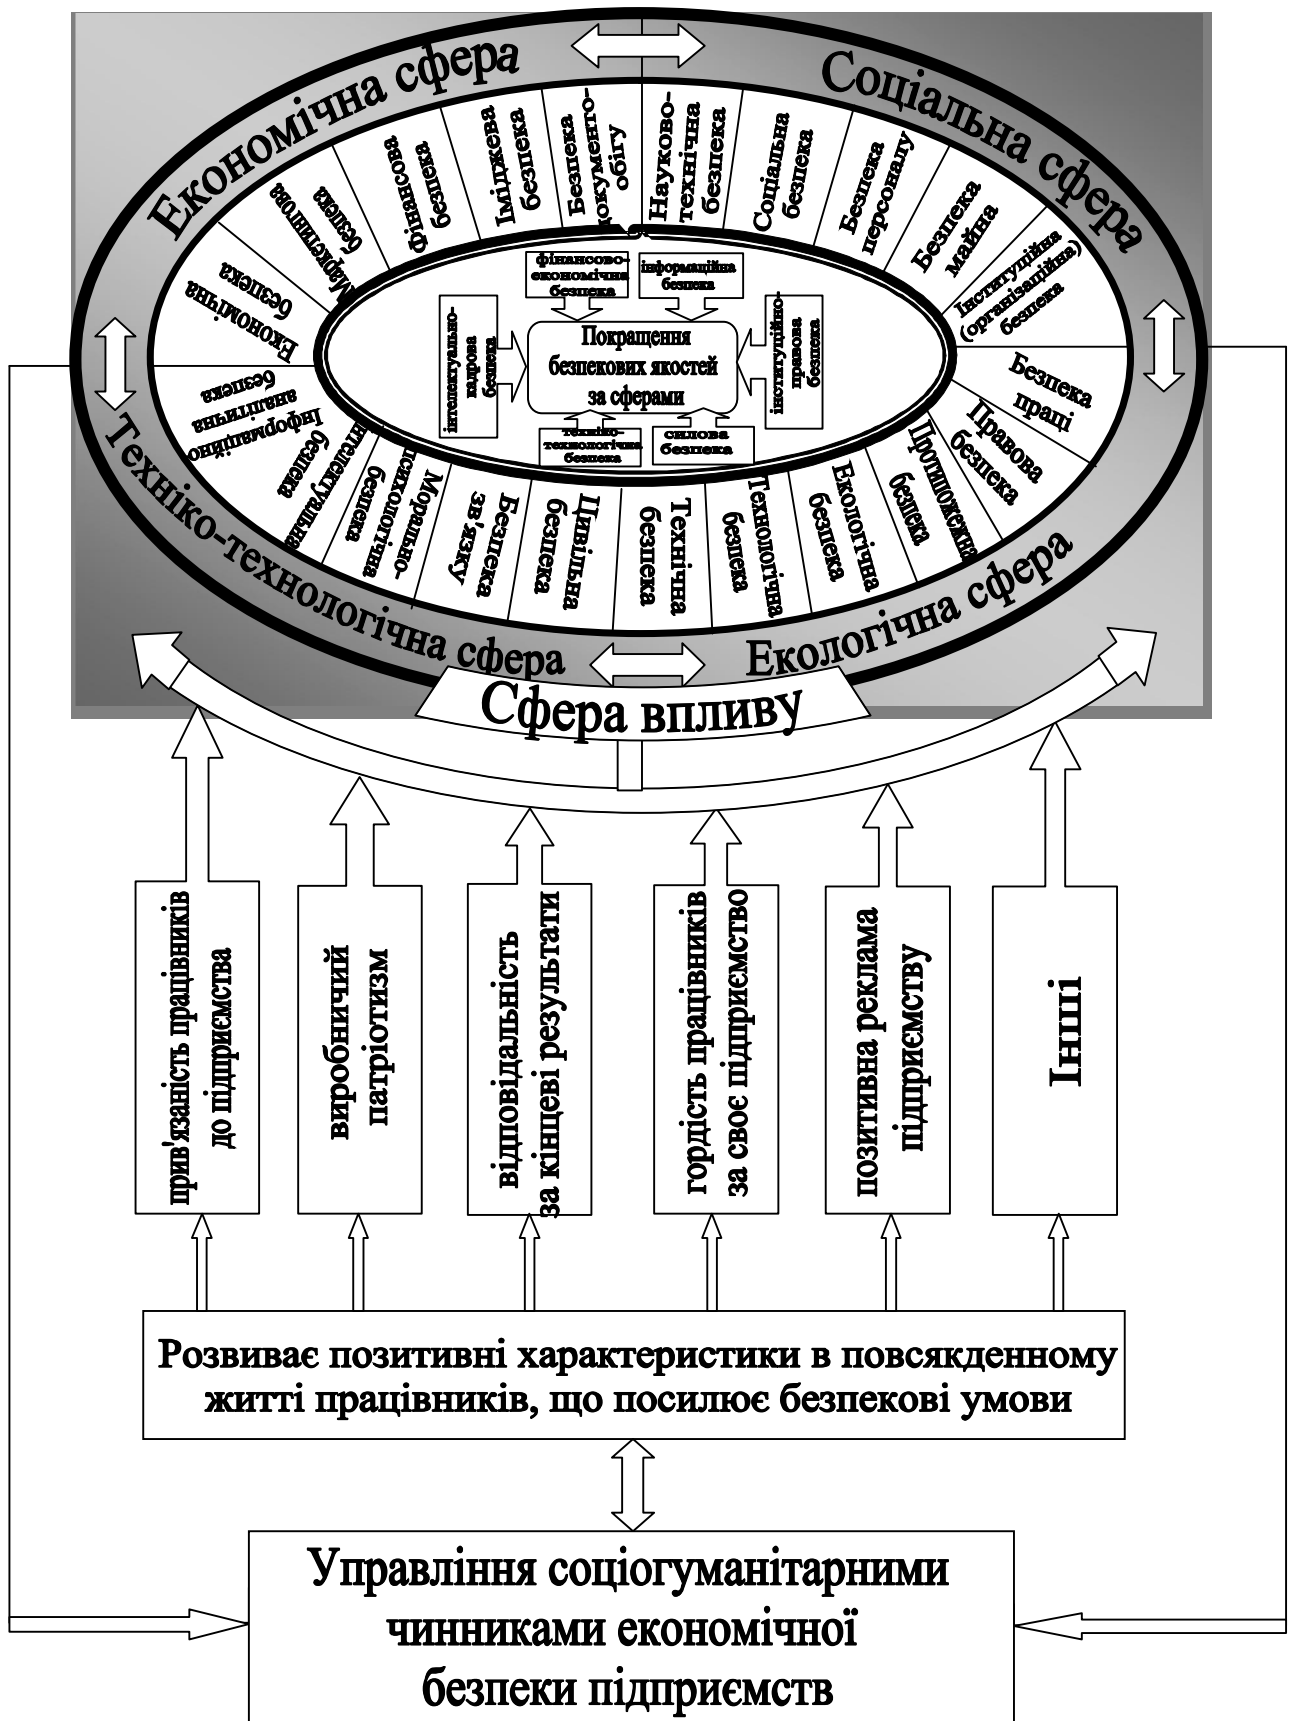 Економічна сфера
Соціальна сфера
Екологічна сфера
Техніко-технологічна сфера
Економічна
безпека
Маркетингова
безпека
Фінансова
безпека
Іміджева
безпека
Безпека
документо-
обігу
Науково-
технічна
безпека
Соціальна
безпека
Безпека
персоналу
Безпека
майна
Інституційна
(організаційна)
безпека
Безпека
праці
Правова
безпека
Протипожежна
безпека
Екологічна
безпека
Технологічна
безпека
Технічна
безпека
Цивільна
безпека
Безпека
зв'язку
Морально-
психологічна
безпека
Інтелектуальна
безпека
Інформаційно
аналітична
безпека
фінансово-
економічна
безпека
інформаційна
безпека
інтелектуально-
кадрова
безпека
інституційно-
правова
безпека
Покращення
безпекових якостей
за сферами
техніко-
технологічна
безпека
силова
безпека
Сфера впливу
прив'язаність працівників
до підприємства
виробничий
патріотизм
відповідальність
за кінцеві результати
гордість працівників
за своє підприємство
позитивна реклама
підприємству
Інші
Розвиває позитивні характеристики в повсякденному
житті працівників, що посилює безпекові умови
Управління соціогуманітарними
чинниками економічної
безпеки підприємств